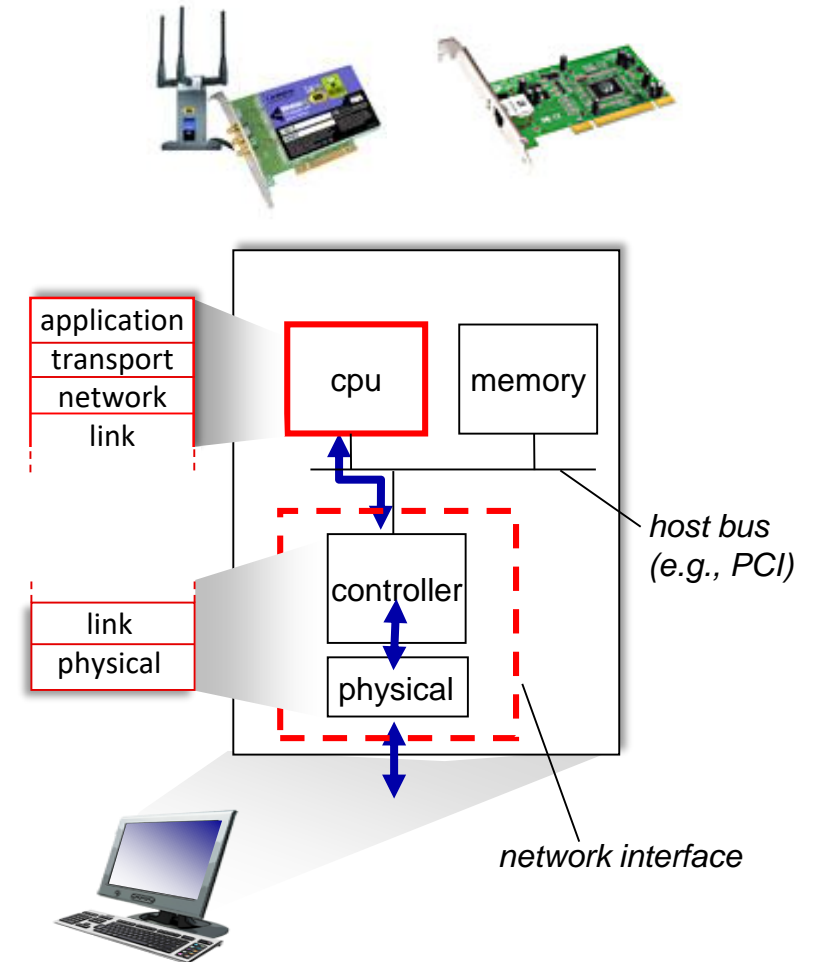 application
transport
network
link
cpu
memory
host bus
(e.g., PCI)
controller
link
physical
physical
network interface